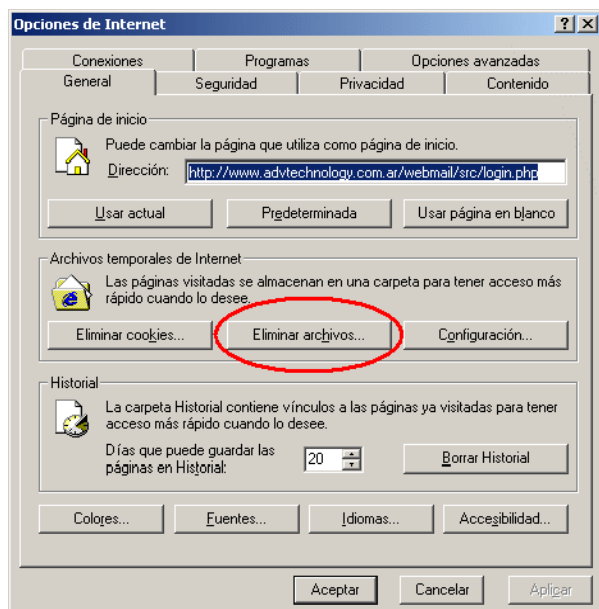 Opciones de Internet
Conexiones Programas Opciones avanzadas
General Seguridad Privacidad Contenido
Página de inicio
Puede cambiar la página que utiliza como página de inicio.
Dirección: http://www.advtechnology.com.ar/webmail/src/login.php
Usar actual Predeterminada Usar página en blanco
Archivos temporales de Internet
Las páginas visitadas se almacenan en una carpeta para tener acceso más
rápido cuando lo desee.
Eliminar cookies... Eliminar archivos... Configuración...
Historial
La carpeta Historial contiene vínculos a las páginas ya visitadas para tener
acceso más rápido cuando lo desee.
Días que puede guardar las
páginas en Historial: 20 Borrar Historial
Colores... Fuentes... Idiomas... Accesibilidad...
Aceptar Cancelar Aplicar